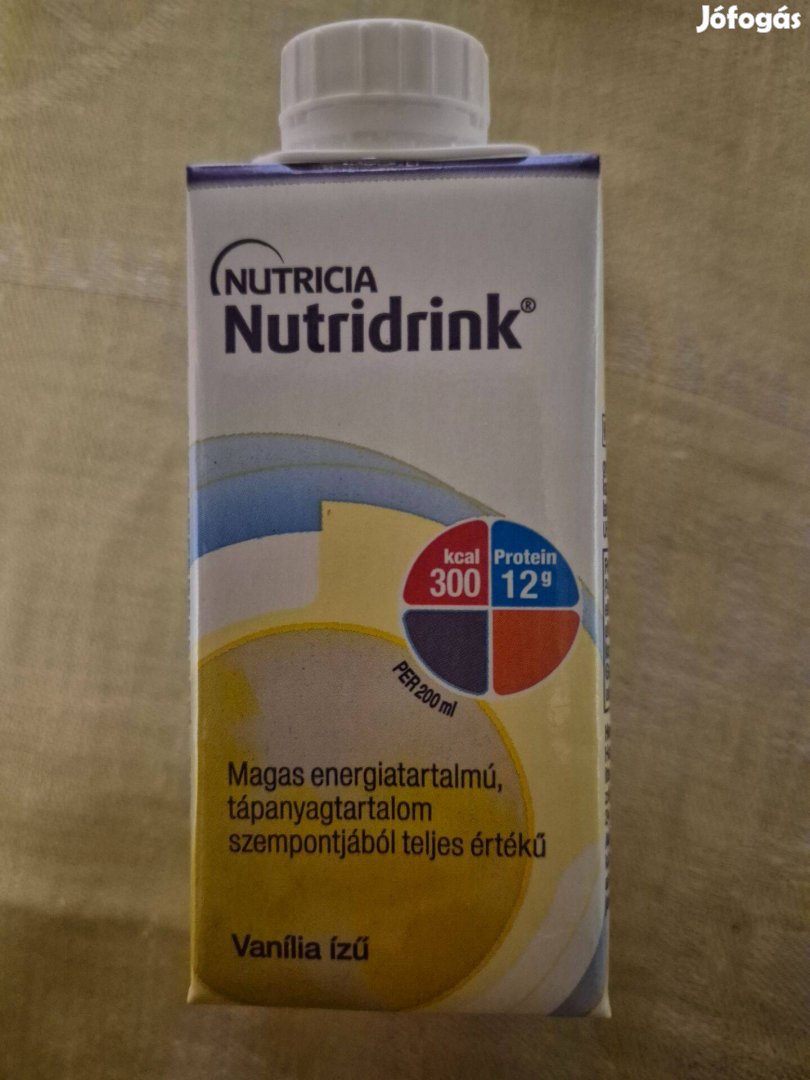 Jófogás
NUTRICIA
Nutridrink®
kcal Protein
300 12g
PER 200 ml
Magas energiatartalmú,
tápanyagtartalom
szempontjából teljes értékű
Vanília ízű